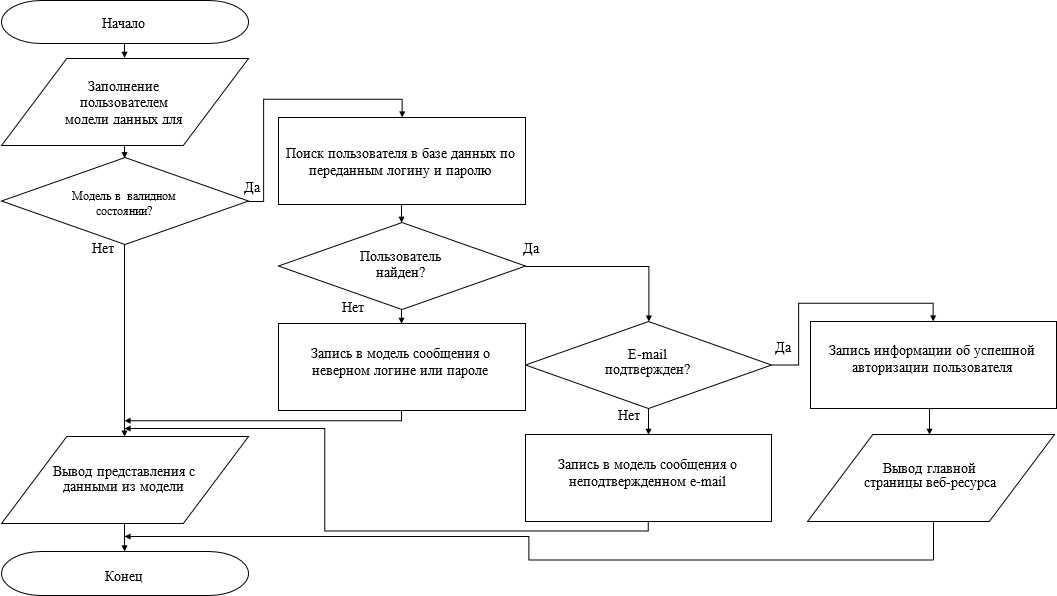 Начало
Заполнение
пользователем
модели данных для
Модель в валидном
состоянии?
Да
Нет
Поиск пользователя в базе данных по
переданным логину и паролю
Пользователь
найден?
Да
Нет
Запись в модель сообщения о
неверном логине или пароле
E-mail
подтвержден?
Да
Нет
Запись информации об успешной
авторизации пользователя
Запись в модель сообщения о
неподтвержденном e-mail
Вывод главной
страницы веб-ресурса
Вывод представления с
данными из модели
Конец